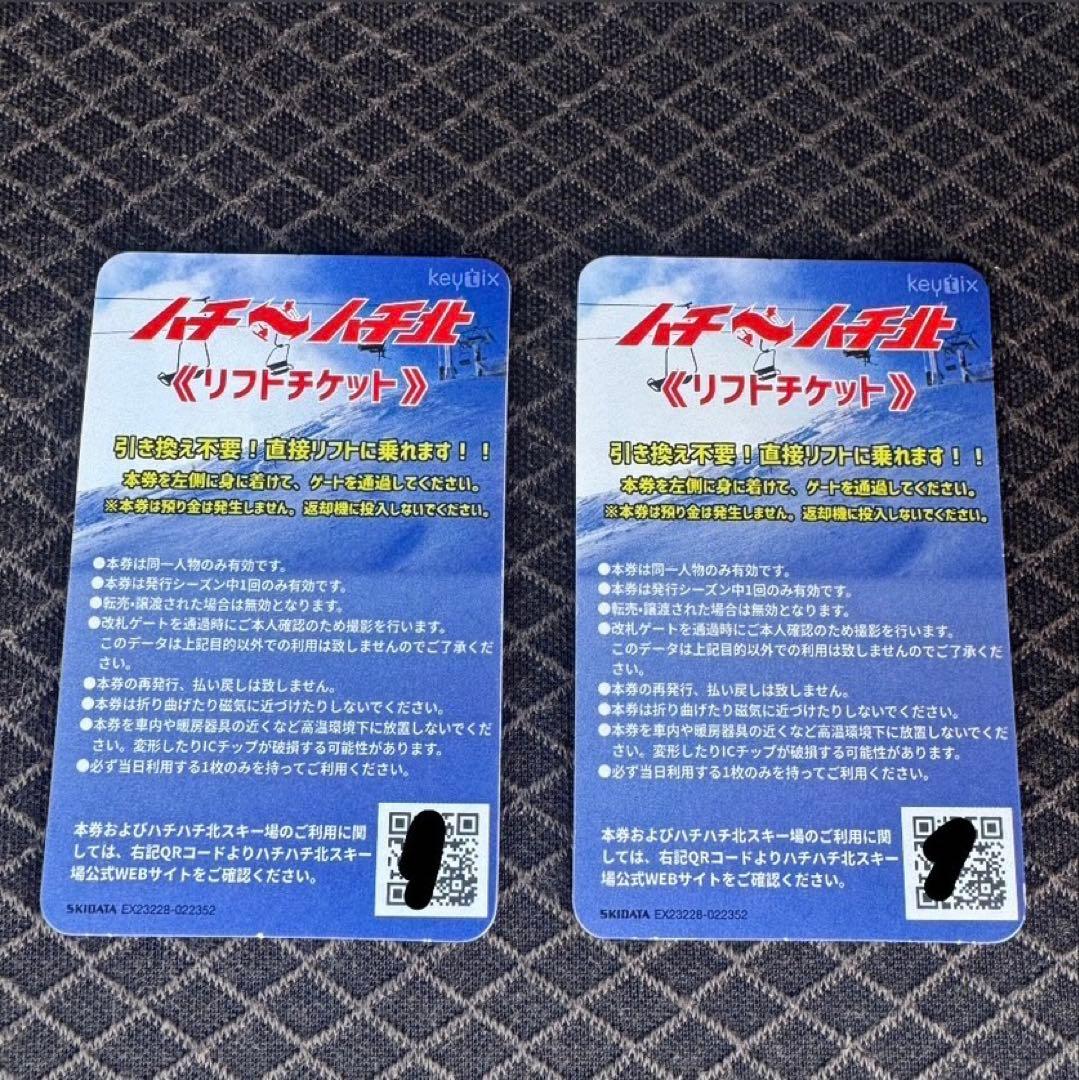 keytix
ハチ〜ハチ北
《リフトチケット》
引き換え不要！直接リフトに乗れます！！
本券を左側に身に着けて、ゲートを通過してください。
※本券は預り金は発生しません。返却機に投入しないでください。
●本券は同一人物のみ有効です。
●本券は発行シーズン中1回のみ有効です。
●転売・譲渡された場合は無効となります。
●改札ゲートを通過時にご本人確認のため撮影を行います。
このデータは上記目的以外での利用は致しませんのでご了承くだ
さい。
●本券の再発行、払い戻しは致しません。
●本券は折り曲げたり磁気に近づけたりしないでください。
●本券を車内や暖房器具の近くなど高温環境下に放置しないでくだ
さい。変形したりICチップが破損する可能性があります。
●必ず当日利用する1枚のみを持ってご利用ください。
本券およびハチハチ北スキー場のご利用に関
しては、右記QRコードよりハチハチ北スキー
場公式WEBサイトをご確認ください。
SKIDATA EX23228-022352
keytix
ハチ〜ハチ北
《リフトチケット》
引き換え不要！直接リフトに乗れます！！
本券を左側に身に着けて、ゲートを通過してください。
※本券は預り金は発生しません。返却機に投入しないでください。
●本券は同一人物のみ有効です。
●本券は発行シーズン中1回のみ有効です。
●転売・譲渡された場合は無効となります。
●改札ゲートを通過時にご本人確認のため撮影を行います。
このデータは上記目的以外での利用は致しませんのでご了承くだ
さい。
●本券の再発行、払い戻しは致しません。
●本券は折り曲げたり磁気に近づけたりしないでください。
●本券を車内や暖房器具の近くなど高温環境下に放置しないでくだ
さい。変形したりICチップが破損する可能性があります。
●必ず当日利用する1枚のみを持ってご利用ください。
本券およびハチハチ北スキー場のご利用に関
しては、右記QRコードよりハチハチ北スキー
場公式WEBサイトをご確認ください。
SKIDATA EX23228-022352